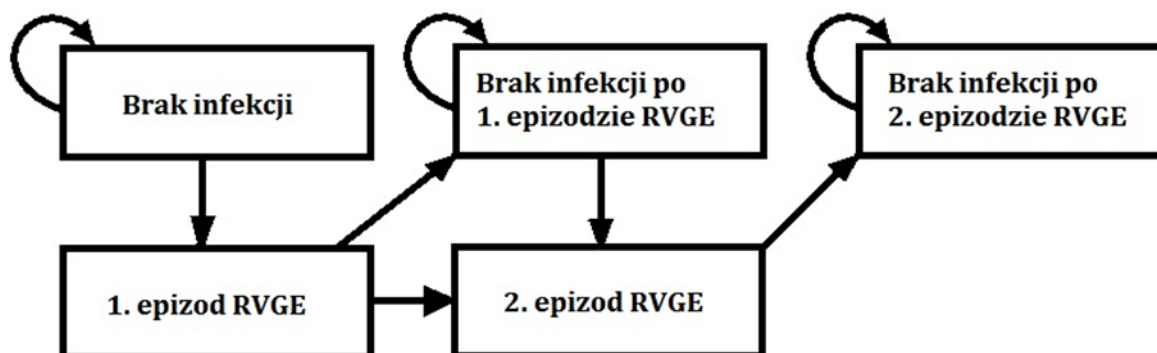 Brak infekcji
Brak infekcji po
1. epizodzie RVGE
Brak infekcji po
2. epizodzie RVGE
1. epizod RVGE
2. epizod RVGE